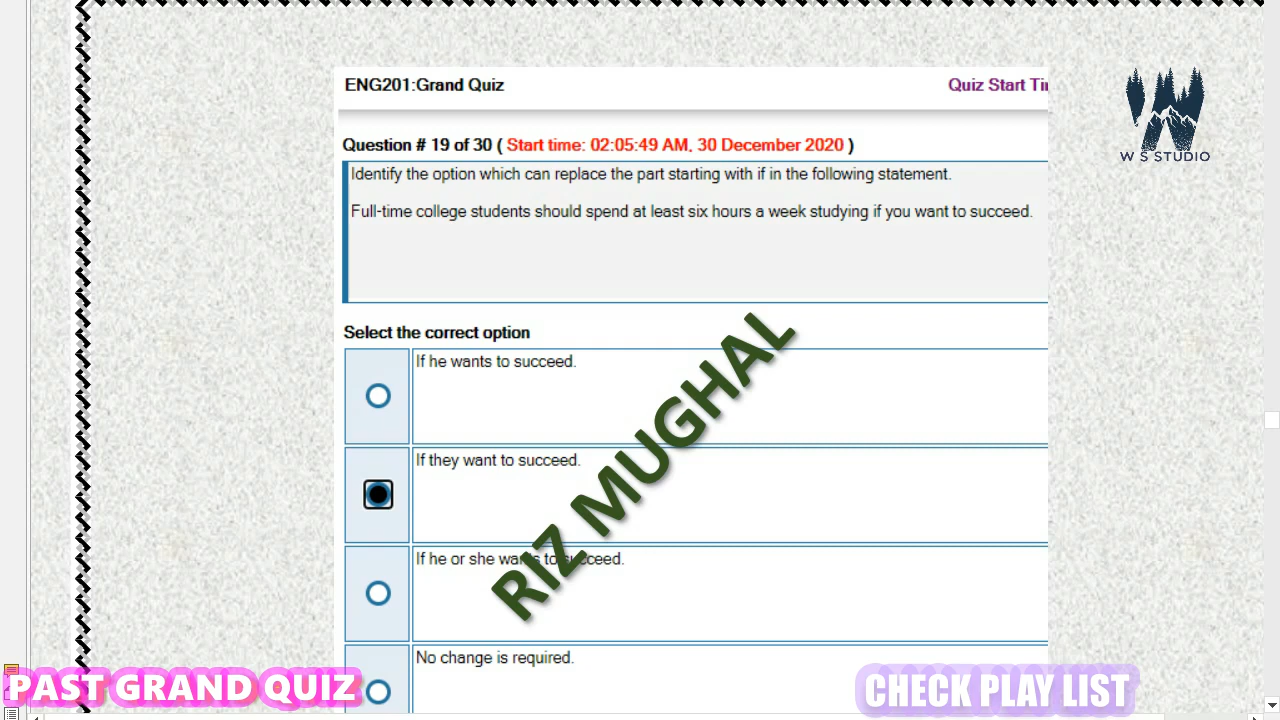 ENG201:Grand Quiz
Quiz Start Ti
W S STUDIO
Question # 19 of 30 ( Start time: 02:05:49 AM, 30 December 2020 )
Identify the option which can replace the part starting with if in the following statement.
Full-time college students should spend at least six hours a week studying if you want to succeed.
Select the correct option
If he wants to succeed.
If they want to succeed.
If he or she wants to succeed.
No change is required.
RIZ MUGHAL
PAST GRAND QUIZ
CHECK PLAY LIST